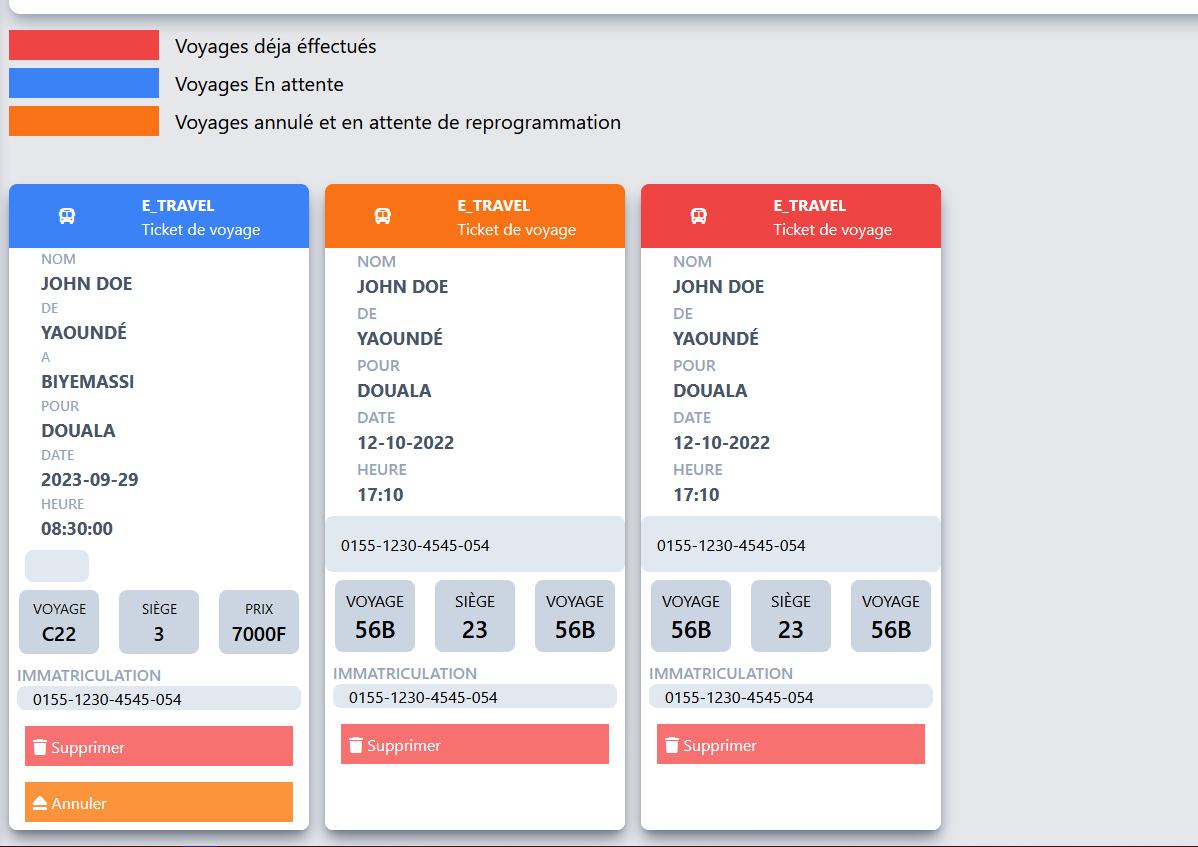 Voyages déja éffectués
Voyages En attente
Voyages annulé et en attente de reprogrammation
E_TRAVEL
Ticket de voyage
NOM
JOHN DOE
DE
YAOUNDÉ
A
BIYEMASSI
POUR
DOUALA
DATE
2023-09-29
HEURE
08:30:00
VOYAGE
C22
SIÈGE
3
PRIX
7000F
IMMATRICULATION
0155-1230-4545-054
Supprimer
Annuler
E_TRAVEL
Ticket de voyage
NOM
JOHN DOE
DE
YAOUNDÉ
POUR
DOUALA
DATE
12-10-2022
HEURE
17:10
0155-1230-4545-054
VOYAGE
56B
SIÈGE
23
VOYAGE
56B
IMMATRICULATION
0155-1230-4545-054
Supprimer
E_TRAVEL
Ticket de voyage
NOM
JOHN DOE
DE
YAOUNDÉ
POUR
DOUALA
DATE
12-10-2022
HEURE
17:10
0155-1230-4545-054
VOYAGE
56B
SIÈGE
23
VOYAGE
56B
IMMATRICULATION
0155-1230-4545-054
Supprimer